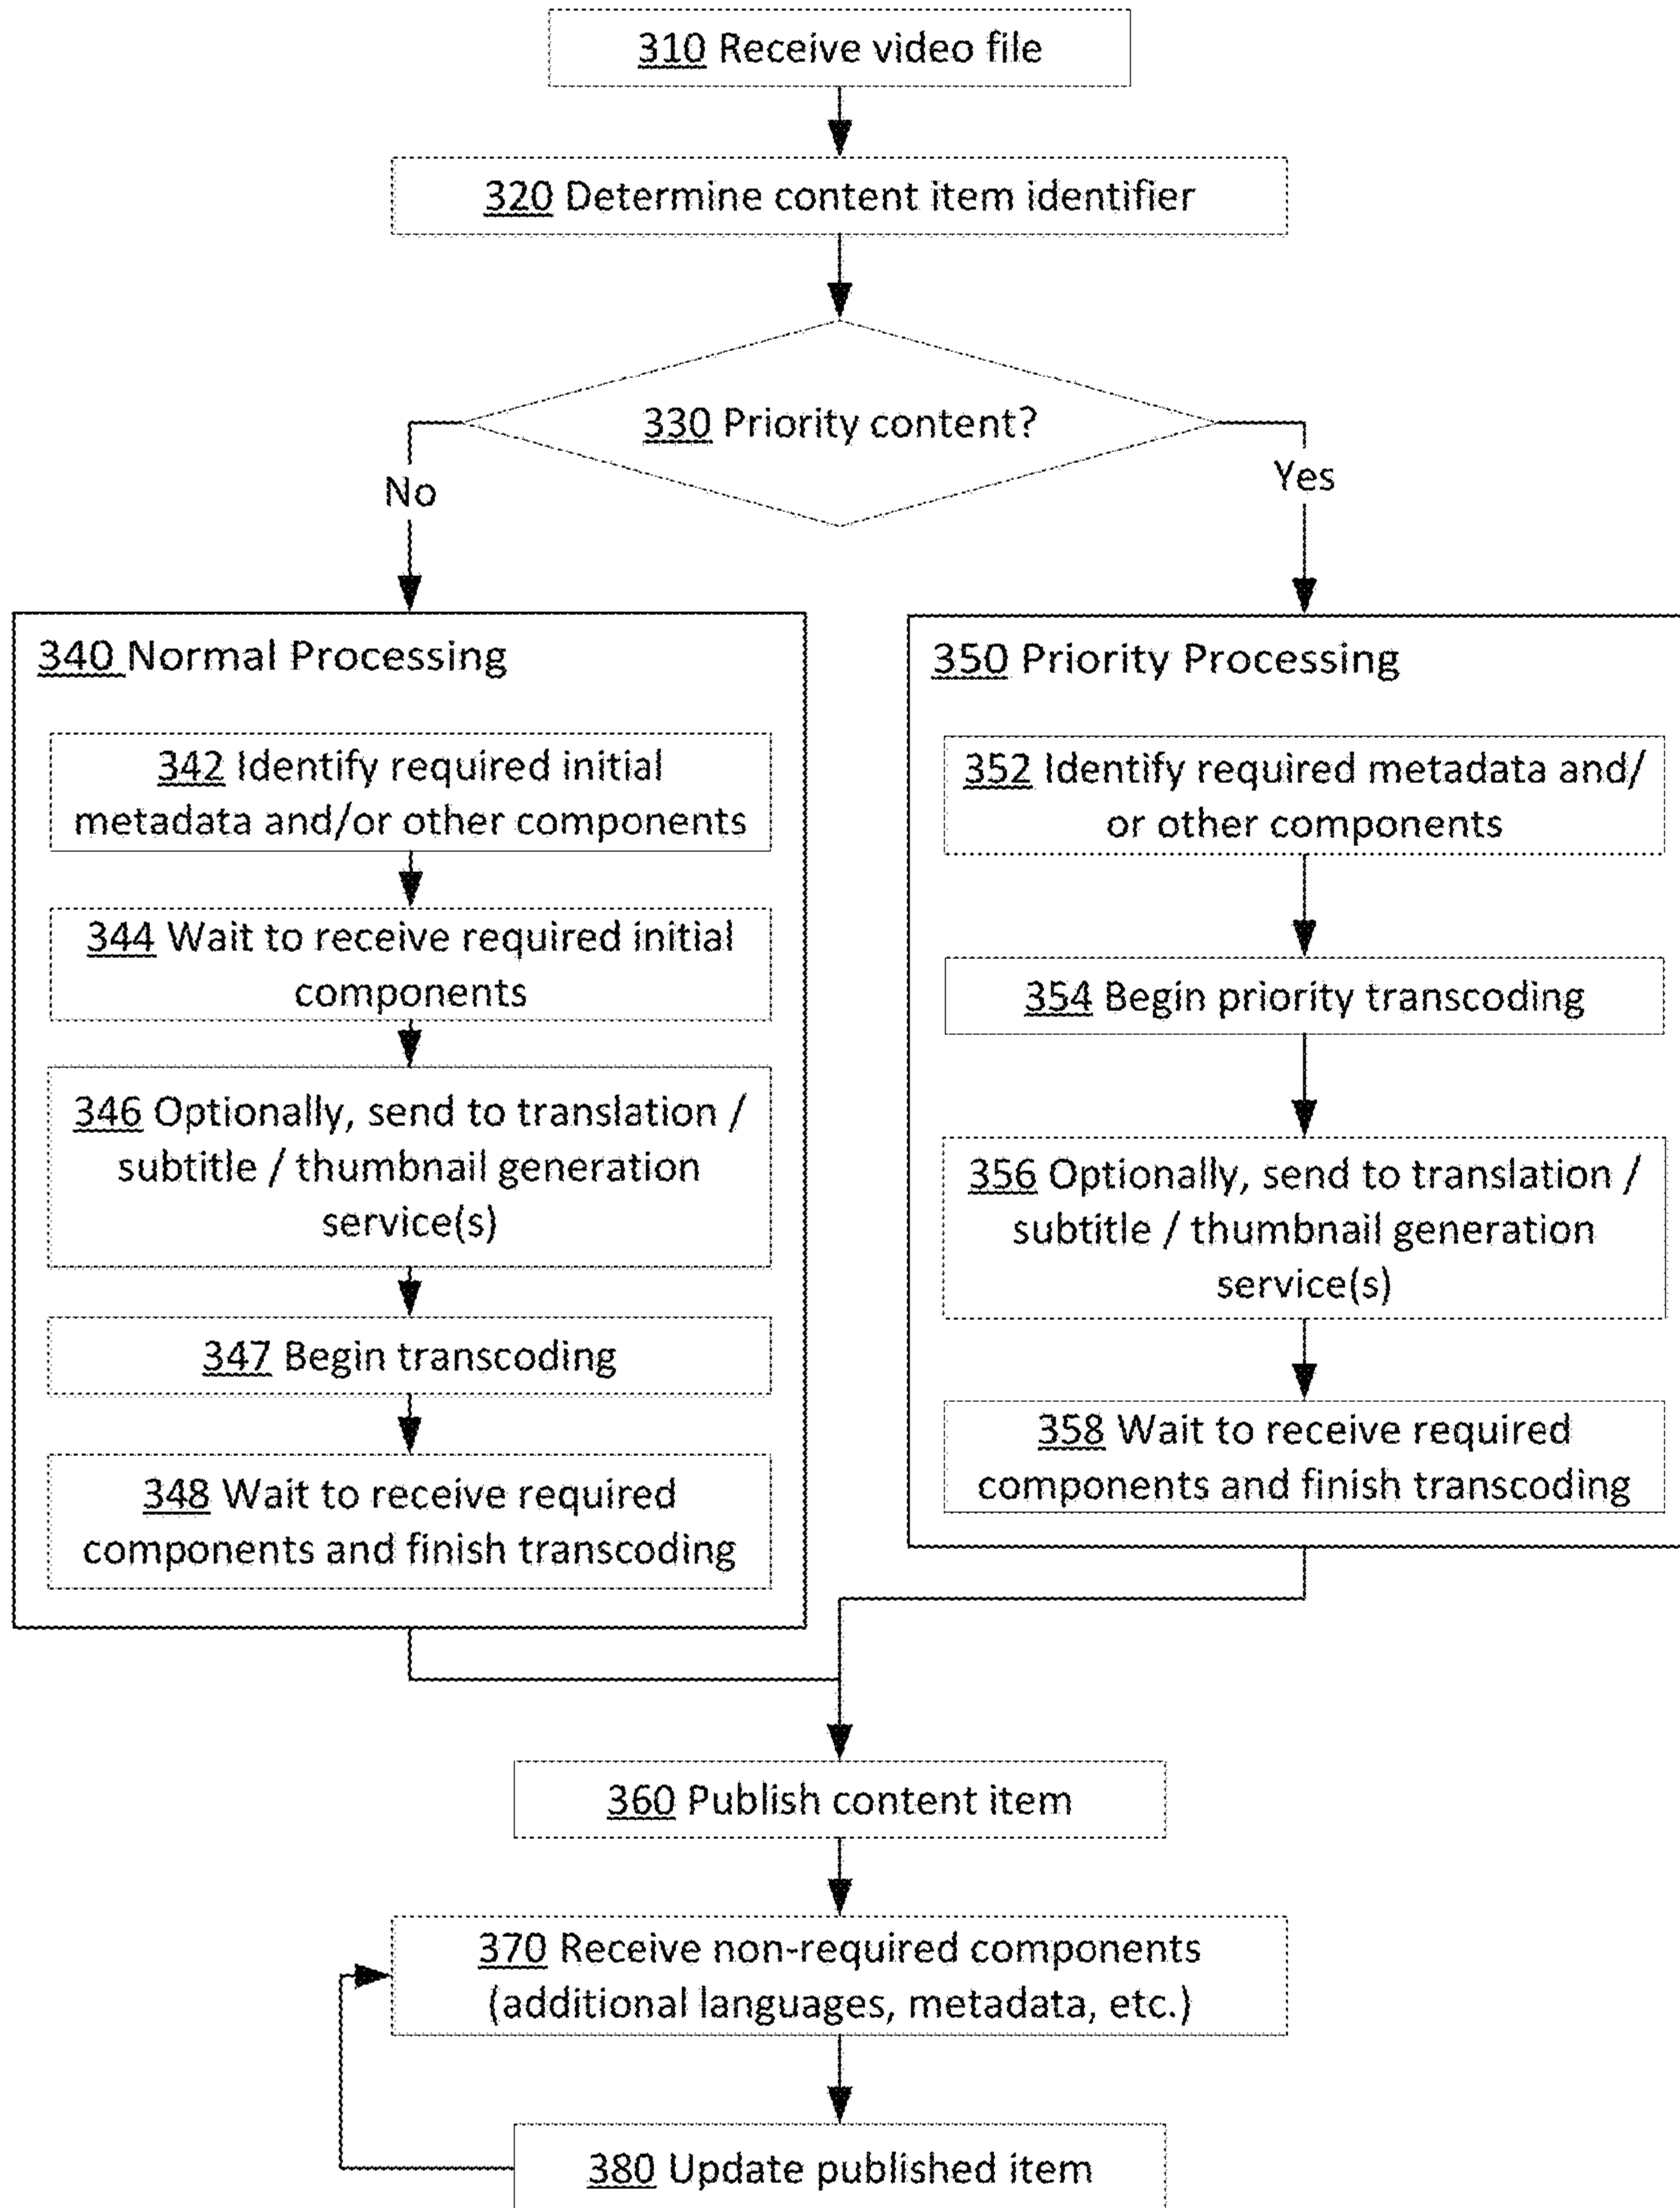 310 Receive video file
320 Determine content item identifier
330 Priority content?
No
Yes
340 Normal Processing
342 Identify required initial
metadata and/or other components
344 Wait to receive required initial
components
346 Optionally, send to translation /
subtitle / thumbnail generation
service(s)
347 Begin transcoding
348 Wait to receive required
components and finish transcoding
350 Priority Processing
352 Identify required metadata and/
or other components
354 Begin priority transcoding
356 Optionally, send to translation /
subtitle / thumbnail generation
service(s)
358 Wait to receive required
components and finish transcoding
360 Publish content item
370 Receive non-required components
(additional languages, metadata, etc.)
380 Update published item